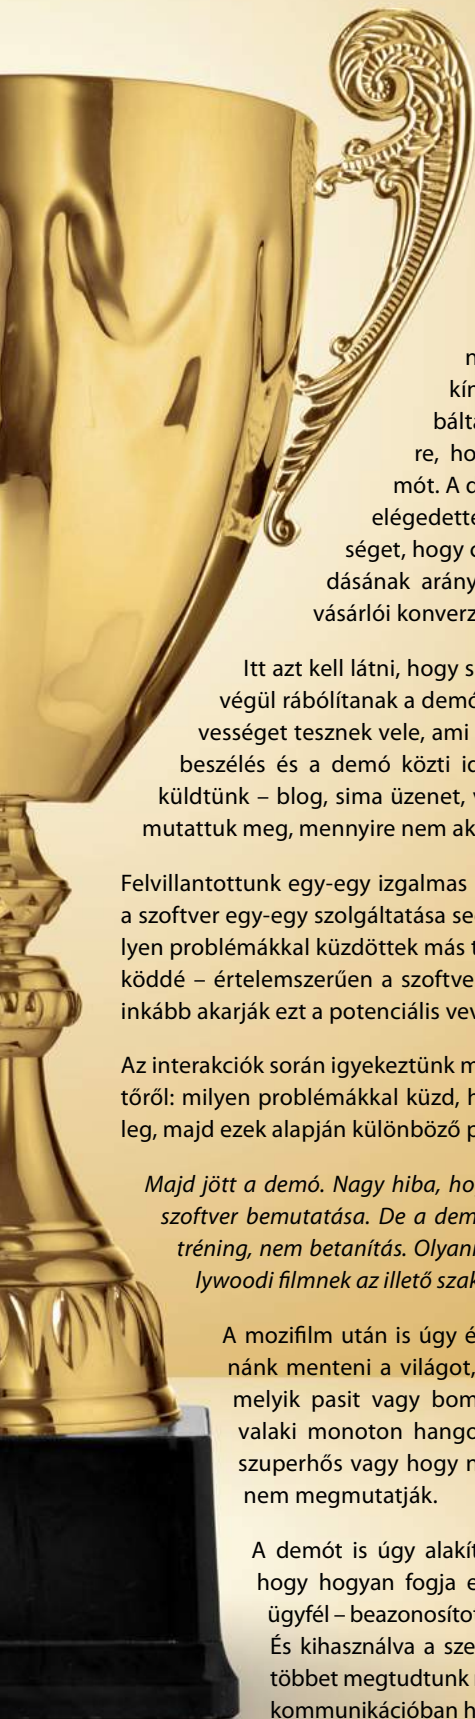 kín
bálta
re, ho
mót. A d
elégedette
séget, hogy
dásának arány
vásárlói konverz
Itt azt kell látni, hogy s
végül rábólítanak a demó
vességet tesznek vele, ami
beszélés és a demó közti id
küldtünk – blog, sima üzenet, v
mutattuk meg, mennyire nem ak
Felvillantottunk egy-egy izgalmas
a szoftver egy-egy szolgáltatása se
lyen problémákkal küzdöttek más t
köddé – értelemszerűen a szoftve
inkább akarják ezt a potenciális vev
Az interakciók során igyekeztünk m
tőről: milyen problémákkal küzd, h
leg, majd ezek alapján különböző p
Majd jött a demó. Nagy hiba, ho
szoftver bemutatása. De a dem
tréning, nem betanítás. Olyan
lywoodi filmnek az illető szak
A mozifilm után is úgy é
nánk menteni a világot,
melyik pasit vagy bom
valaki monoton hango
szuperhős vagy hogy n
nem megmutatják.
A demót is úgy alakít
hogy hogyan fogja e
ügyfél – beazonosítot
És kihasználva a sze
többet megtudtunk
kommunikációban h